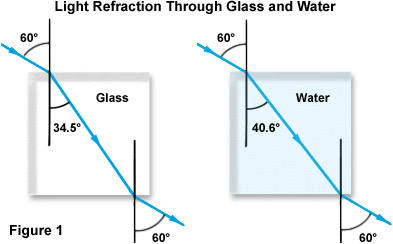 Light Refraction Through Glass and Water
60°
60°
Glass
Water
34.5°
40.6°
Figure 1
60°
60°